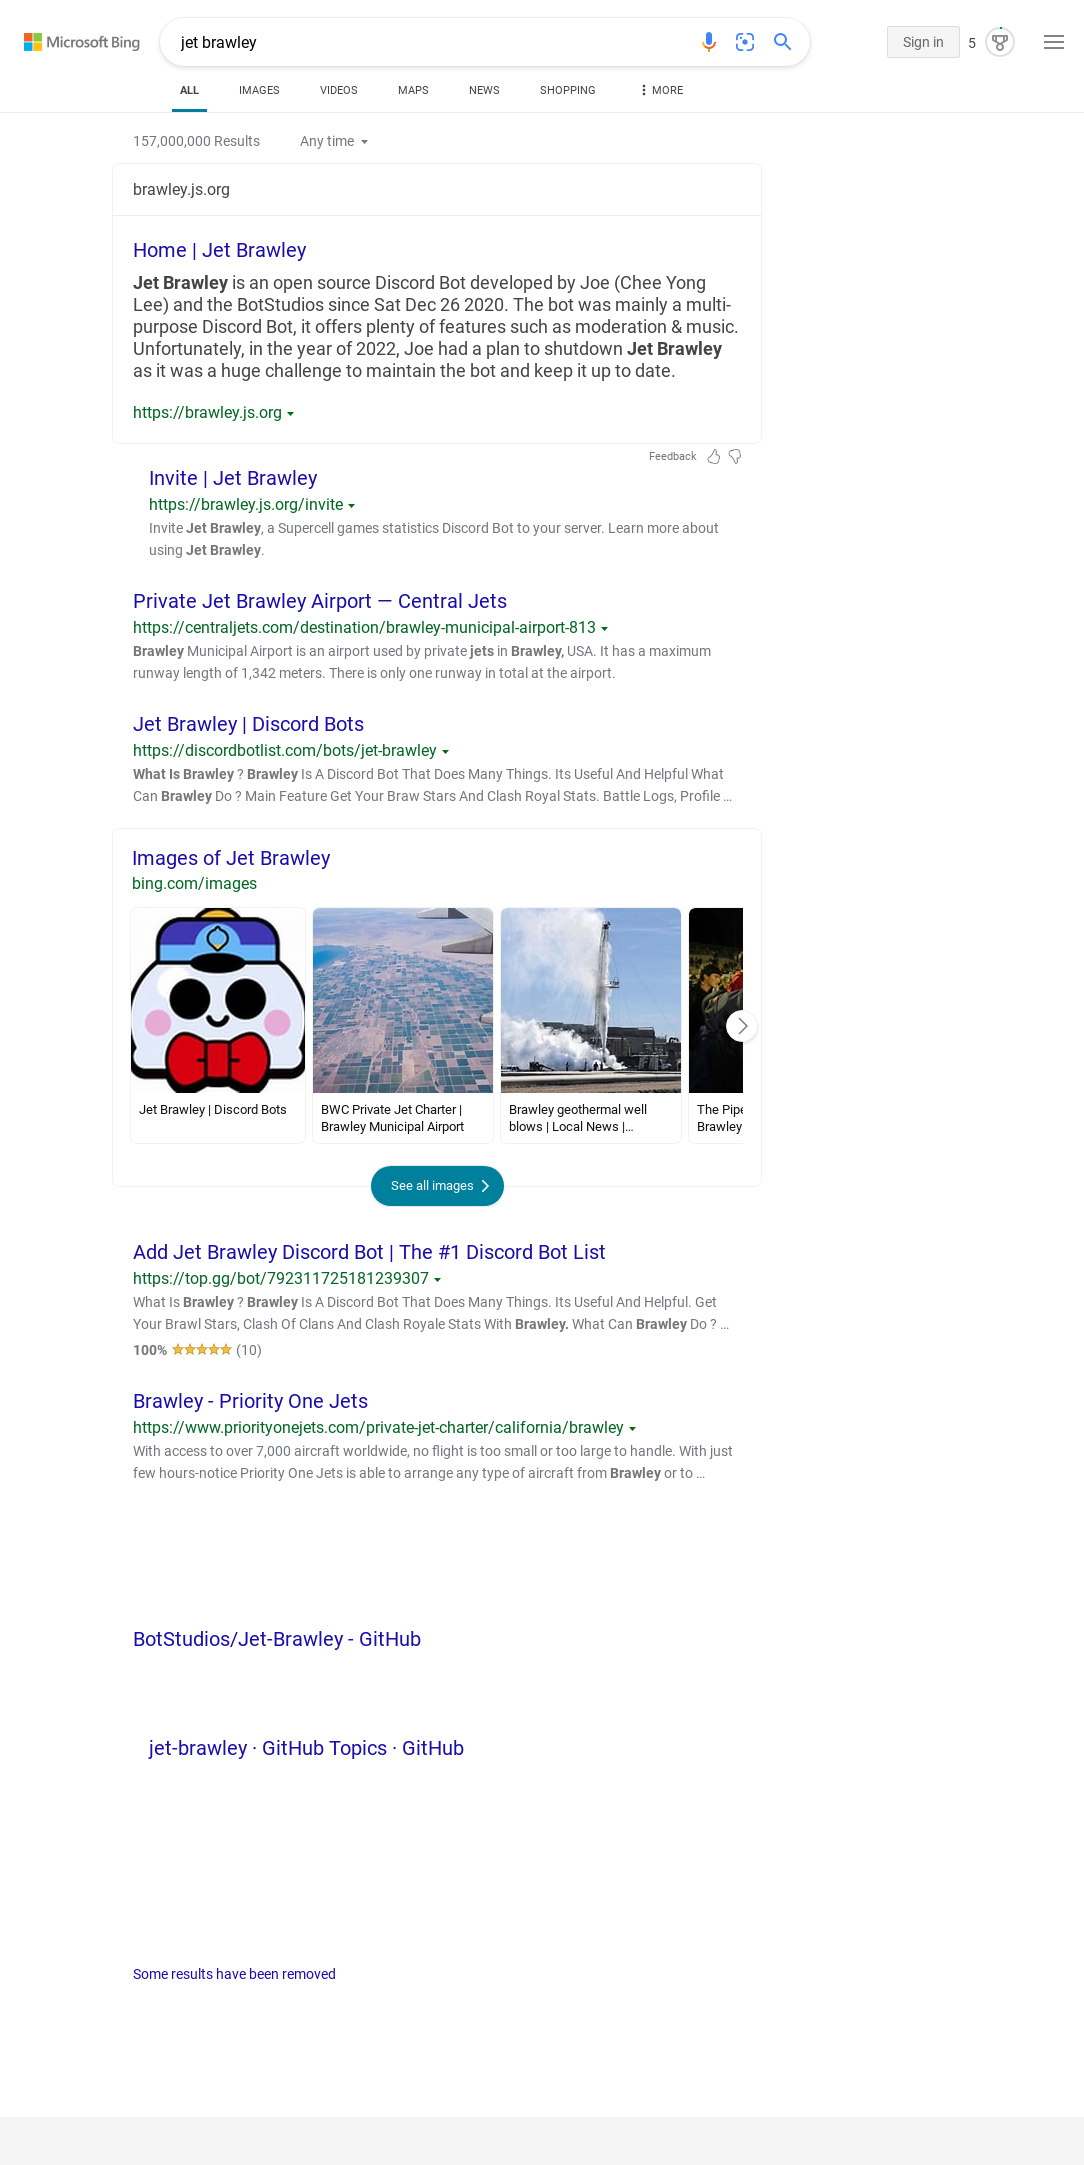 Microsoft Bing
jet brawley
Sign in
5
ALL
IMAGES
VIDEOS
MAPS
NEWS
SHOPPING
MORE
157,000,000 Results
Any time
brawley.js.org
Home | Jet Brawley
Jet Brawley is an open source Discord Bot developed by Joe (Chee Yong
Lee) and the BotStudios since Sat Dec 26 2020. The bot was mainly a multi-
purpose Discord Bot, it offers plenty of features such as moderation & music.
Unfortunately, in the year of 2022, Joe had a plan to shutdown Jet Brawley
as it was a huge challenge to maintain the bot and keep it up to date.
https://brawley.js.org
Feedback
Invite | Jet Brawley
https://brawley.js.org/invite
Invite Jet Brawley, a Supercell games statistics Discord Bot to your server. Learn more about
using Jet Brawley.
Private Jet Brawley Airport — Central Jets
https://centraljets.com/destination/brawley-municipal-airport-813
Brawley Municipal Airport is an airport used by private jets in Brawley, USA. It has a maximum
runway length of 1,342 meters. There is only one runway in total at the airport.
Jet Brawley | Discord Bots
https://discordbotlist.com/bots/jet-brawley
What Is Brawley ? Brawley Is A Discord Bot That Does Many Things. Its Useful And Helpful What
Can Brawley Do ? Main Feature Get Your Braw Stars And Clash Royal Stats. Battle Logs, Profile …
Images of Jet Brawley
bing.com/images
Jet Brawley | Discord Bots
BWC Private Jet Charter |
Brawley Municipal Airport
Brawley geothermal well
blows | Local News |…
The Pipe
Brawley
See all images
Add Jet Brawley Discord Bot | The #1 Discord Bot List
https://top.gg/bot/792311725181239307
What Is Brawley ? Brawley Is A Discord Bot That Does Many Things. Its Useful And Helpful. Get
Your Brawl Stars, Clash Of Clans And Clash Royale Stats With Brawley. What Can Brawley Do ? …
100% (10)
Brawley - Priority One Jets
https://www.priorityonejets.com/private-jet-charter/california/brawley
With access to over 7,000 aircraft worldwide, no flight is too small or too large to handle. With just
few hours-notice Priority One Jets is able to arrange any type of aircraft from Brawley or to …
BotStudios/Jet-Brawley - GitHub
jet-brawley · GitHub Topics · GitHub
Some results have been removed